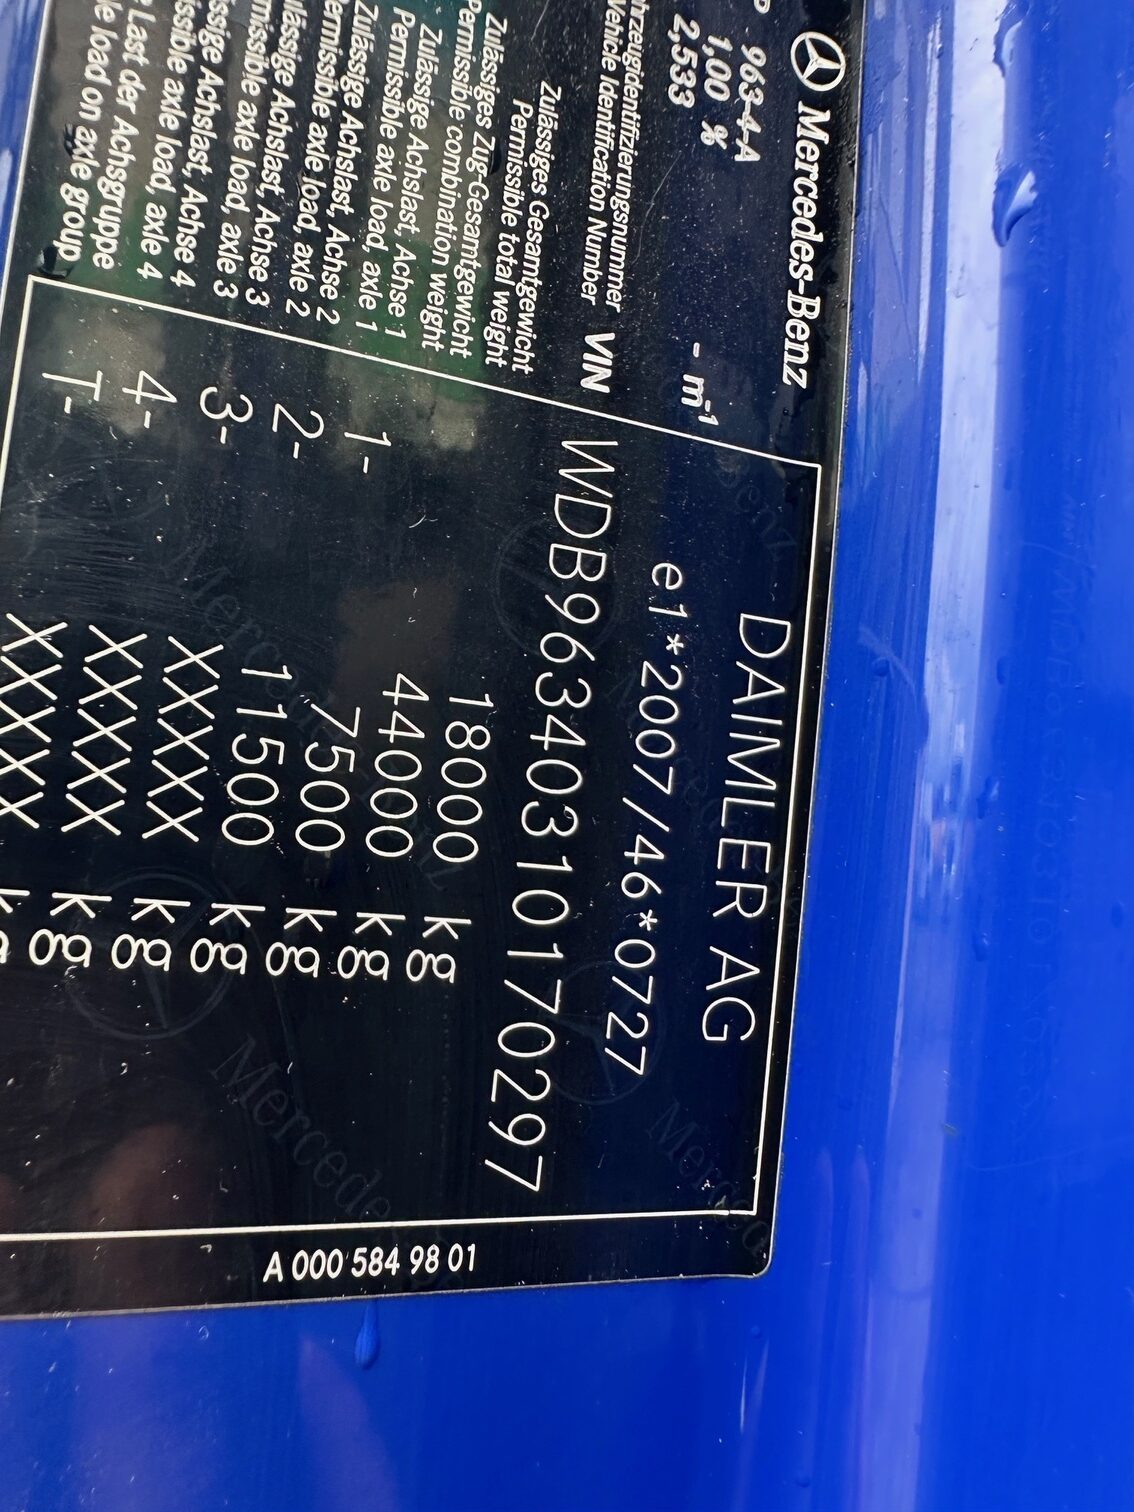 Mercedes-Benz
DAIMLER AG
963-4-A
1,00 %
2,533
- m-1
e1*2007/46*0727
Vehicle Identification Number VIN WDB9634031O170297
Zulässiges Gesamtgewicht
Permissible total weight 18000 kg
Zulässiges Zug-Gesamtgewicht
Permissible combination weight 44000 kg
Zulässige Achslast, Achse 1
Permissible axle load, axle 1 1- 7500 kg
Zulässige Achslast, Achse 2
Permissible axle load, axle 2 2- 11500 kg
Achslast, Achse 3
axle load, axle 3 3- XXXXX kg
Achslast, Achse 4
axle load, axle 4 4- XXXXX kg
Last der Achsgruppe
load on axle group T- XXXXX kg
A 000 584 98 01